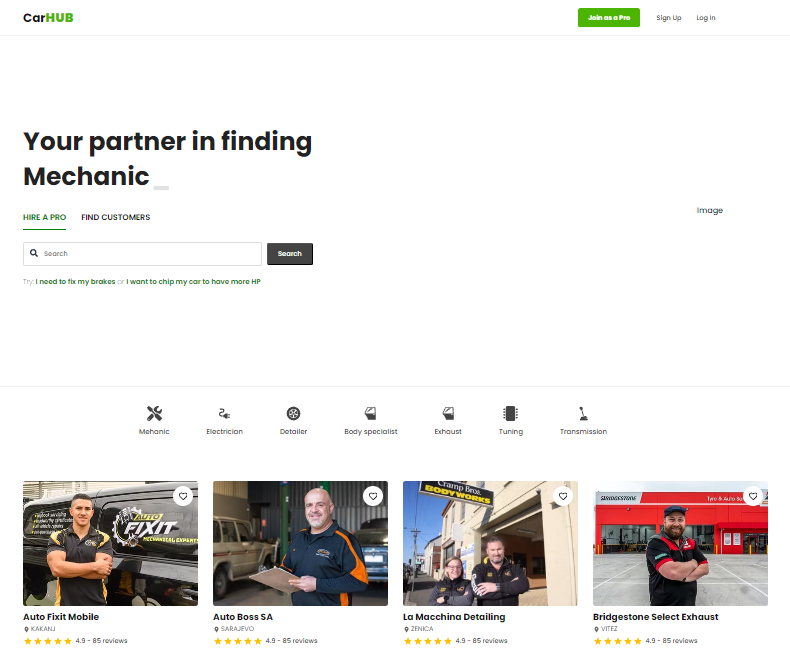 CarHUB
Join as a Pro
Sign Up
Log In
Your partner in finding
Mechanic _
HIRE A PRO
FIND CUSTOMERS
Image
Search
Search
Try: I need to fix my brakes or I want to chip my car to have more HP
Mehanic
Electrician
Detailer
Body specialist
Exhaust
Tuning
Transmission
AUTO
FIXIT
Cramp Bros.
BODYWORKS
BRIDGESTONE
Tyre & Auto
Auto Fixit Mobile
KAKANJ
4.9 - 85 reviews
Auto Boss SA
SARAJEVO
4.9 - 85 reviews
La Macchina Detailing
ZENICA
4.9 - 85 reviews
Bridgestone Select Exhaust
VITEZ
4.9 - 85 reviews